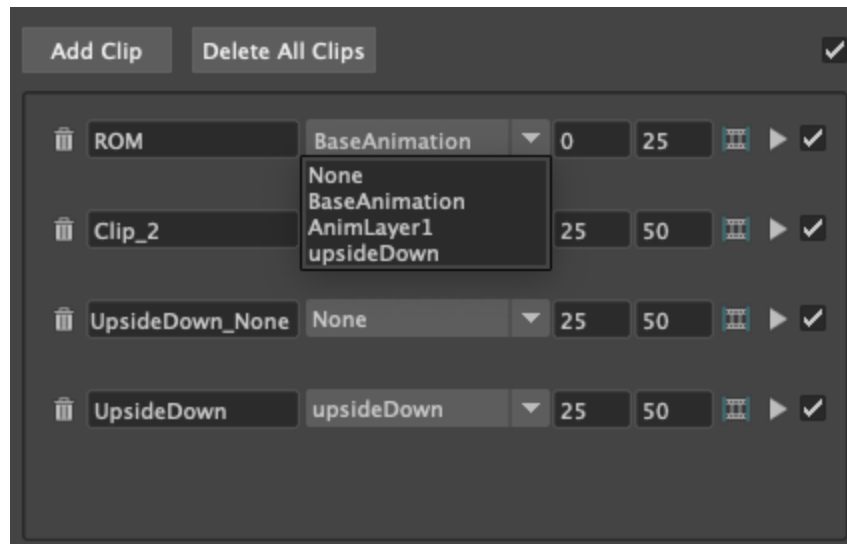 Add Clip Delete All Clips
ROM BaseAnimation 0 25
None
BaseAnimation
AnimLayer1
upsideDown
Clip_2 25 50
UpsideDown_None None 25 50
UpsideDown upsideDown 25 50